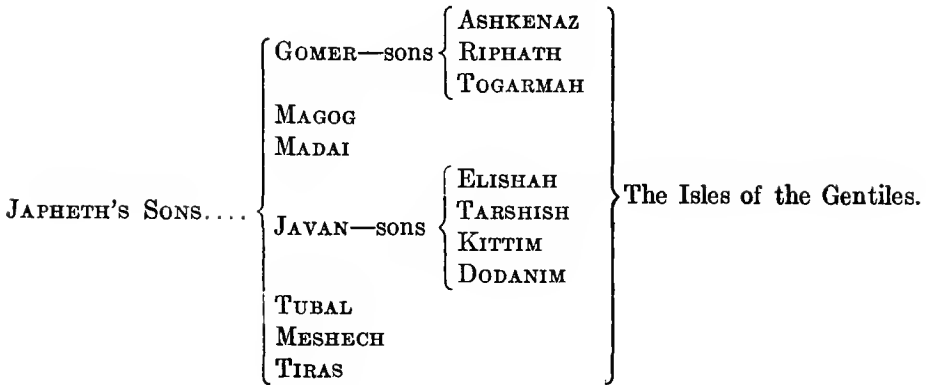 ASHKENAZ
GOMER—sons RIPHATH
TOGARMAH
MAGOG
MADAI
ELISHAH
JAPHETH'S SONS.... JAVAN—sons TARSHISH The Isles of the Gentiles.
KITTIM
DODANIM
TUBAL
MESHECH
TIRAS